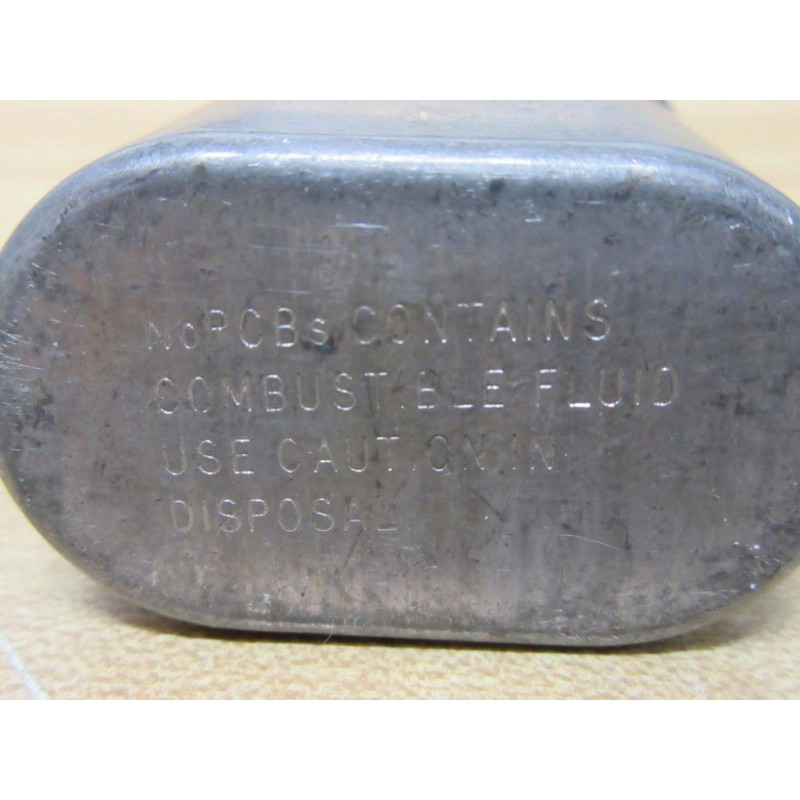 NoPCBs CONTAINS
COMBUSTIBLE FLUID
USE CAUTION IN
DISPOSAL